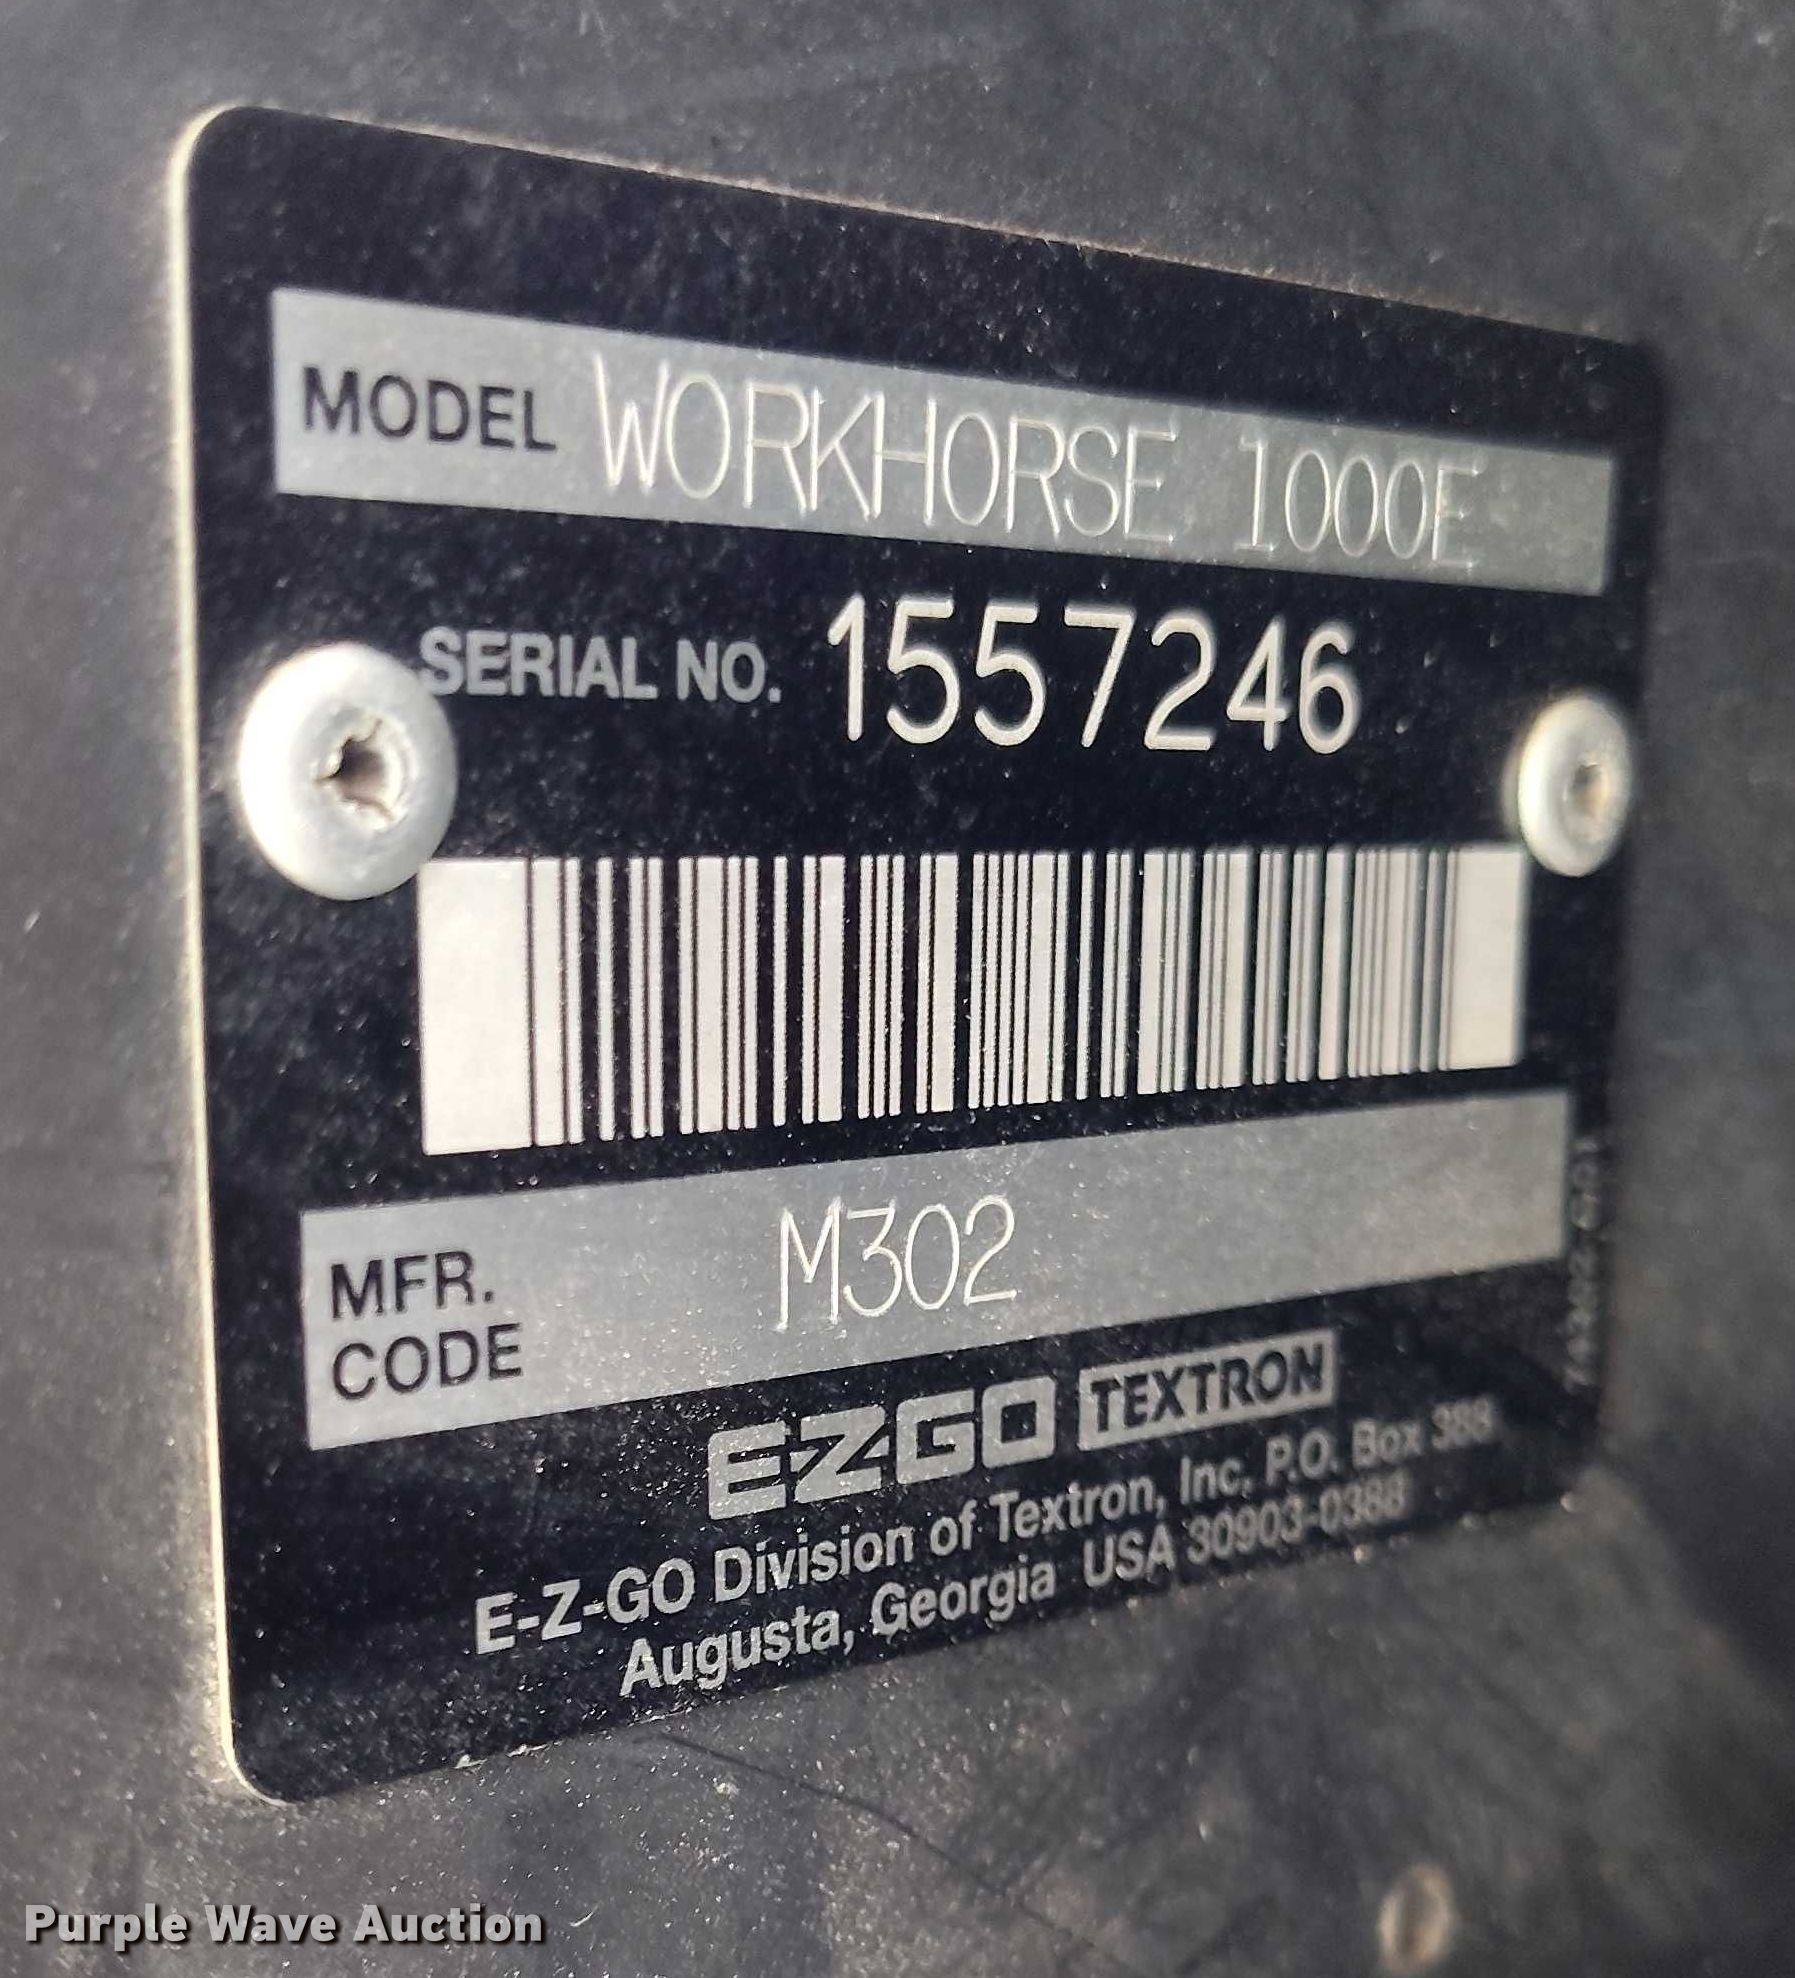 MODEL WORKHORSE 1000E
SERIAL NO. 1557246
MFR. CODE M302
E-Z-GO TEXTRON
E-Z-GO Division of Textron, Inc. P.O. Box 388
Augusta, Georgia USA 30903-0388
Purple Wave Auction